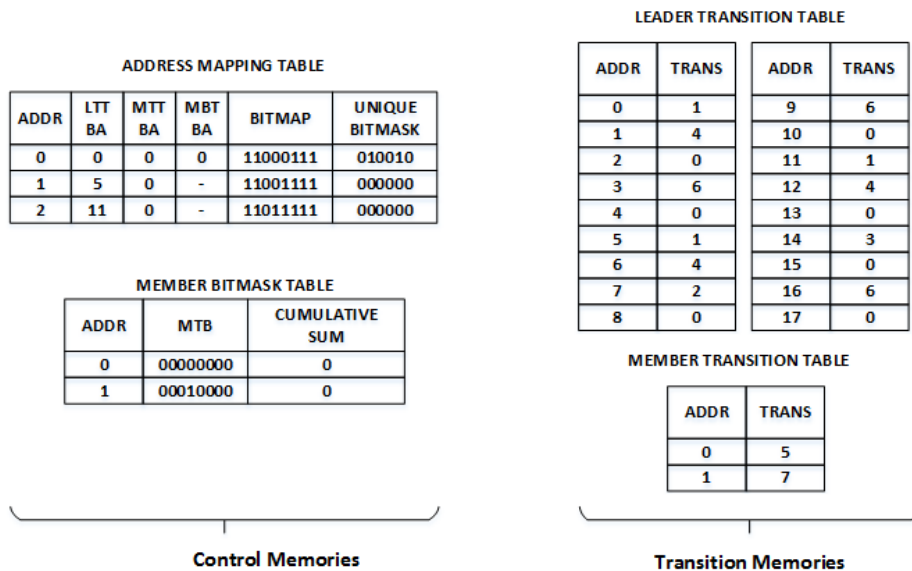 ADDRESS MAPPING TABLE
ADDR LTT BA MTT BA MBT BA BITMAP UNIQUE BITMASK
0 0 0 0 11000111 010010
1 5 0 - 11001111 000000
2 11 0 - 11011111 000000
MEMBER BITMASK TABLE
ADDR MTB CUMULATIVE SUM
0 00000000 0
1 00010000 0
Control Memories
LEADER TRANSITION TABLE
ADDR TRANS ADDR TRANS
0 1 9 6
1 4 10 0
2 0 11 1
3 6 12 4
4 0 13 0
5 1 14 3
6 4 15 0
7 2 16 6
8 0 17 0
MEMBER TRANSITION TABLE
ADDR TRANS
0 5
1 7
Transition Memories